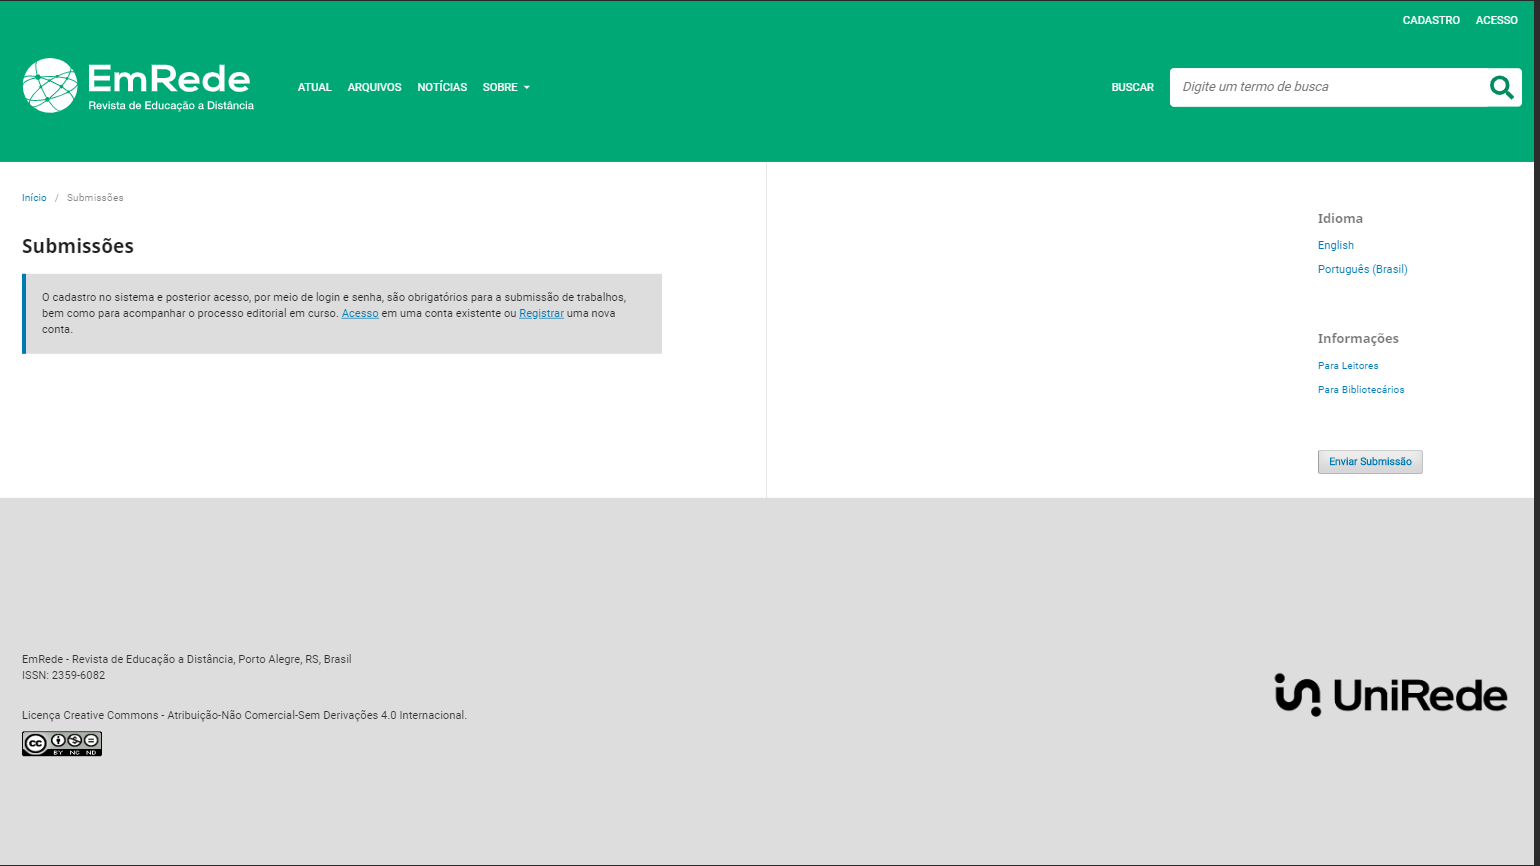 CADASTRO ACESSO
EmRede
Revista de Educação a Distância
ATUAL ARQUIVOS NOTÍCIAS SOBRE
BUSCAR Digite um termo de busca
Início / Submissões
Submissões
O cadastro no sistema e posterior acesso, por meio de login e senha, são obrigatórios para a submissão de trabalhos,
bem como para acompanhar o processo editorial em curso. Acesso em uma conta existente ou Registrar uma nova
conta.
Idioma
English
Português (Brasil)
Informações
Para Leitores
Para Bibliotecários
Enviar Submissão
EmRede - Revista de Educação a Distância, Porto Alegre, RS, Brasil
ISSN: 2359-6082
Licença Creative Commons - Atribuição-Não Comercial-Sem Derivações 4.0 Internacional.
cc
BY NC ND
UniRede